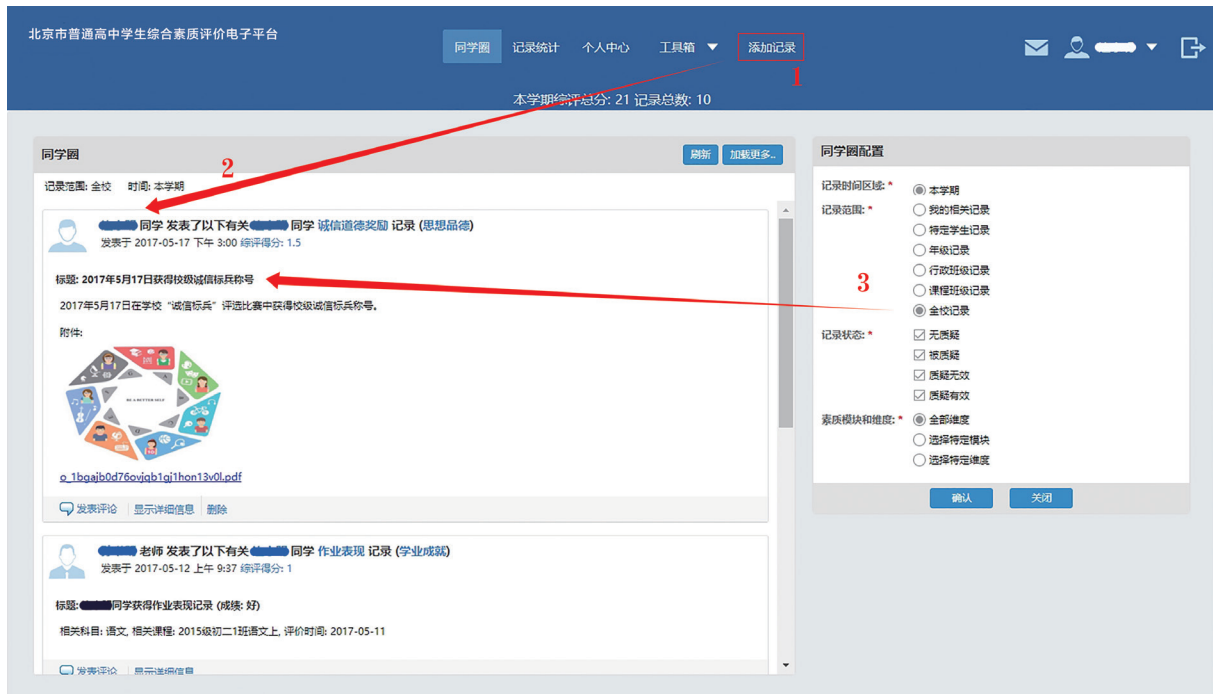 北京市普通高中学生综合素质评价电子平台
同学圈 记录统计 个人中心 工具箱 添加记录
1
本学期综评总分: 21 记录总数: 10
同学圈
刷新 加载更多..
2
记录范围: 全校 时间: 本学期
同学 发表了以下有关 同学 诚信道德奖励 记录 (思想品德)
发表于 2017-05-17 下午 3:00 综评得分: 1.5
标题: 2017年5月17日获得校级诚信标兵称号
2017年5月17日在学校“诚信标兵”评选比赛中获得校级诚信标兵称号。
附件:
BE A BETTER SELF
o_1bgajb0d76ovjqb1gj1hon13v0l.pdf
发表评论 显示详细信息 删除
老师 发表了以下有关 同学 作业表现 记录 (学业成就)
发表于 2017-05-12 上午 9:37 综评得分: 1
标题: 同学获得作业表现记录 (成绩: 好)
相关科目: 语文, 相关课程: 2015级初二1班语文上, 评价时间: 2017-05-11
发表评论 显示详细信息
同学圈配置
记录时间区域: * 本学期
记录范围: * 我的相关记录
特定学生记录
年级记录
行政班级记录
3
课程班级记录
全校记录
记录状态: * 无质疑
被质疑
质疑无效
质疑有效
素质模块和维度: * 全部维度
选择特定模块
选择特定维度
确认 关闭